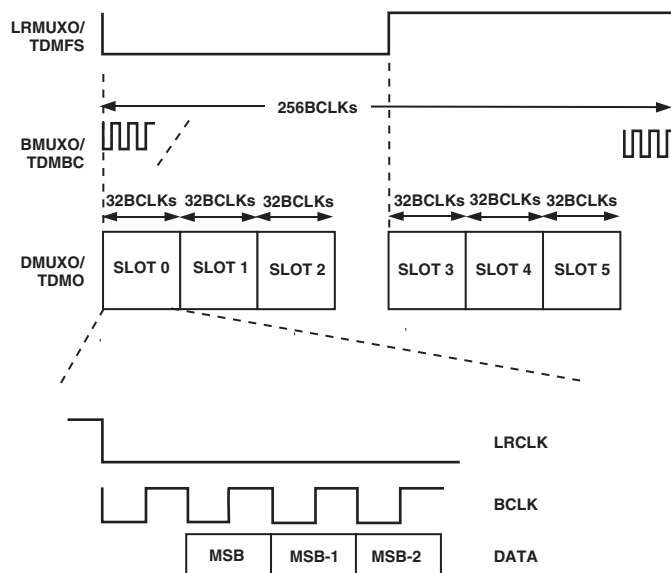 LRMUXO/
TDMFS
256BCLKs
BMUXO/
TDMBC
32BCLKs 32BCLKs 32BCLKs 32BCLKs 32BCLKs 32BCLKs
DMUXO/
TDMO
SLOT 0 SLOT 1 SLOT 2 SLOT 3 SLOT 4 SLOT 5
LRCLK
BCLK
MSB MSB-1 MSB-2 DATA